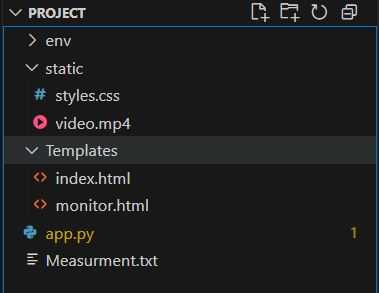 PROJECT
env
static
styles.css
video.mp4
Templates
index.html
monitor.html
app.py 1
Measurment.txt